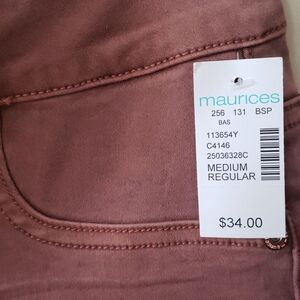 maurices
256 131 BSP
BAS
113654Y
C4146
25036328C
MEDIUM
REGULAR
$34.00